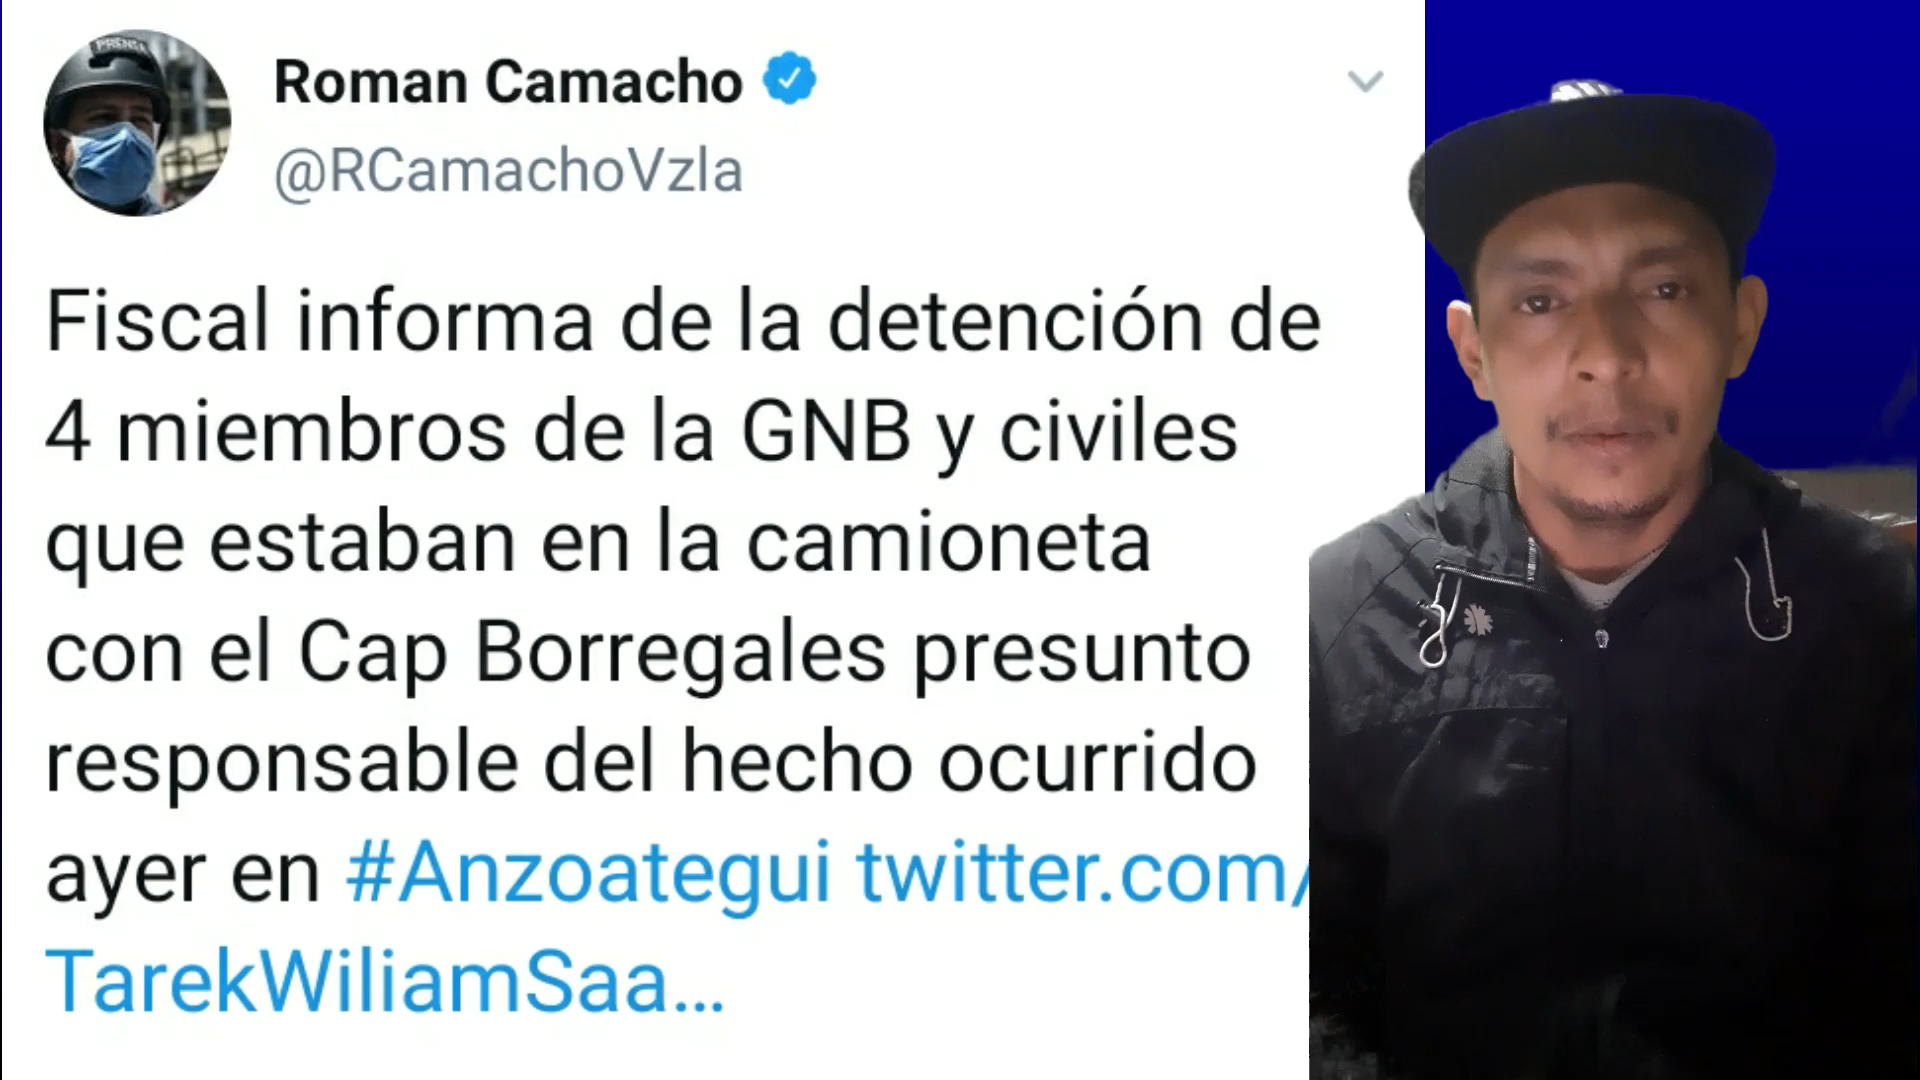 PRENSA
Roman Camacho
@RCamachoVzla
Fiscal informa de la detención de
4 miembros de la GNB y civiles
que estaban en la camioneta
con el Cap Borregales presunto
responsable del hecho ocurrido
ayer en #Anzoategui twitter.com/
TarekWiliamSaa...